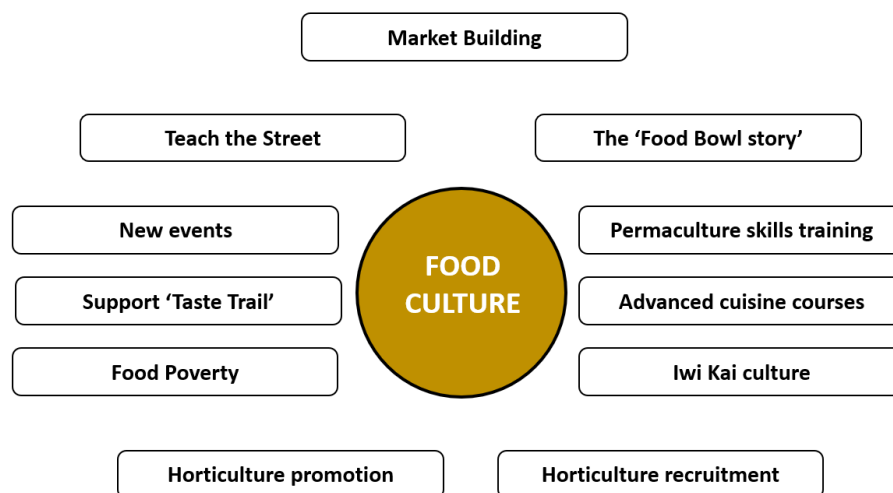 Market Building
Teach the Street
The ‘Food Bowl story’
New events
Permaculture skills training
FOOD
CULTURE
Support ‘Taste Trail’
Advanced cuisine courses
Food Poverty
Iwi Kai culture
Horticulture promotion
Horticulture recruitment